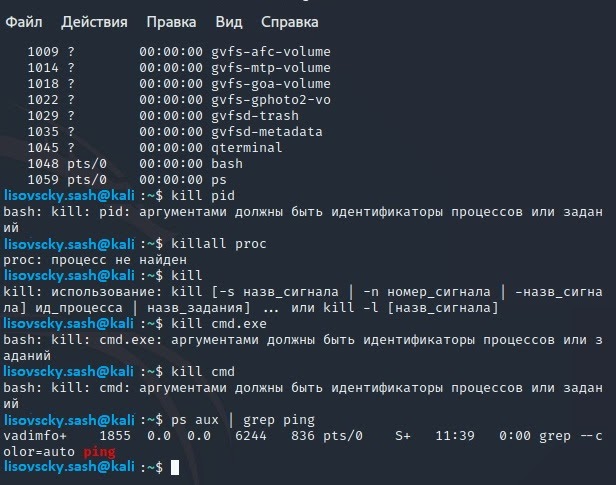 Файл Действия Правка Вид Справка
1009 ? 00:00:00 gvfs-afc-volume
1014 ? 00:00:00 gvfs-mtp-volume
1018 ? 00:00:00 gvfs-goa-volume
1022 ? 00:00:00 gvfs-gphoto2-vo
1029 ? 00:00:00 gvfsd-trash
1035 ? 00:00:00 gvfsd-metadata
1045 ? 00:00:00 qterminal
1048 pts/0 00:00:00 bash
1059 pts/0 00:00:00 ps
lisovscky.sash@kali :~$ kill pid
bash: kill: pid: аргументами должны быть идентификаторы процессов или задан
ий
lisovscky.sash@kali :~$ killall proc
proc: процесс не найден
lisovscky.sash@kali :~$ kill
kill: использование: kill [-s назв_сигнала | -n номер_сигнала | -назв_сигна
ла] ид_процесса | назв_задания] ... или kill -l [назв_сигнала]
lisovscky.sash@kali :~$ kill cmd.exe
bash: kill: cmd.exe: аргументами должны быть идентификаторы процессов или з
аданий
lisovscky.sash@kali :~$ kill cmd
bash: kill: cmd: аргументами должны быть идентификаторы процессов или задан
ий
lisovscky.sash@kali :~$ ps aux | grep ping
vadimfo+ 1855 0.0 0.0 6244 836 pts/0 S+ 11:39 0:00 grep --c
olor=auto ping
lisovscky.sash@kali :~$